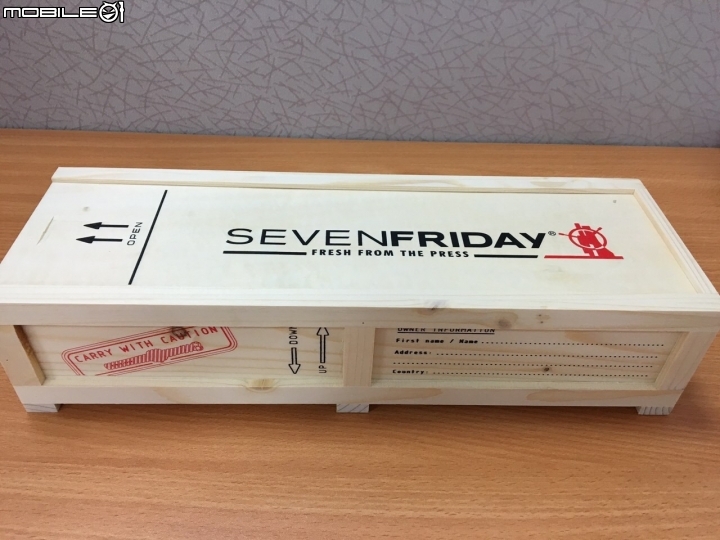 MOBILE01
OPEN
SEVENFRIDAY®
FRESH FROM THE PRESS
CARRY WITH CAUTION
DOWN
UP
OWNER INFORMATION
First name / Name
Address:
Country: